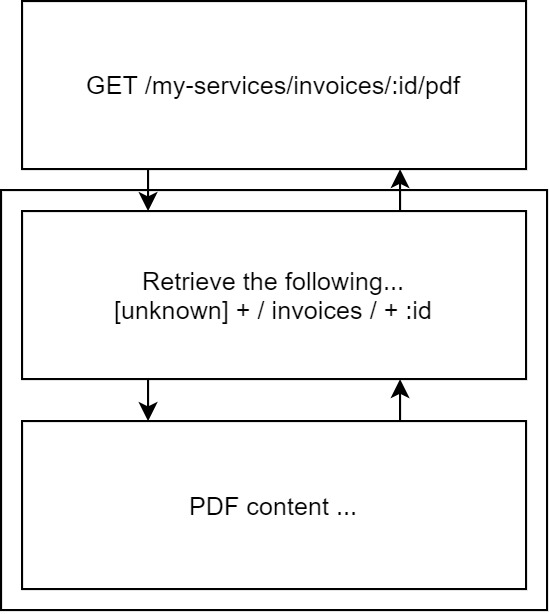 GET /my-services/invoices/:id/pdf
Retrieve the following...
[unknown] + / invoices / + :id
PDF content ...